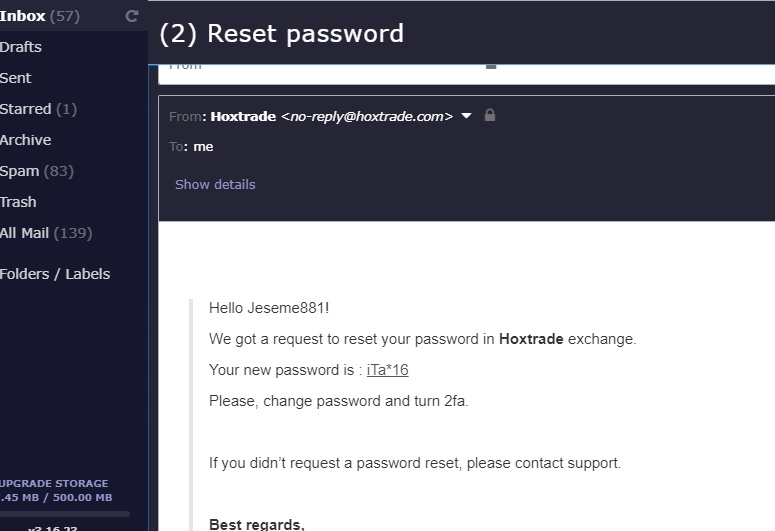 Inbox (57)
Drafts
Sent
Starred (1)
Archive
Spam (83)
Trash
All Mail (139)
Folders / Labels
UPGRADE STORAGE
.45 MB / 500.00 MB
v3.16.23
(2) Reset password
From
From: Hoxtrade <no-reply@hoxtrade.com>
To: me
Show details
Hello Jeseme881!
We got a request to reset your password in Hoxtrade exchange.
Your new password is : iTa*16
Please, change password and turn 2fa.
If you didn’t request a password reset, please contact support.
Best regards,